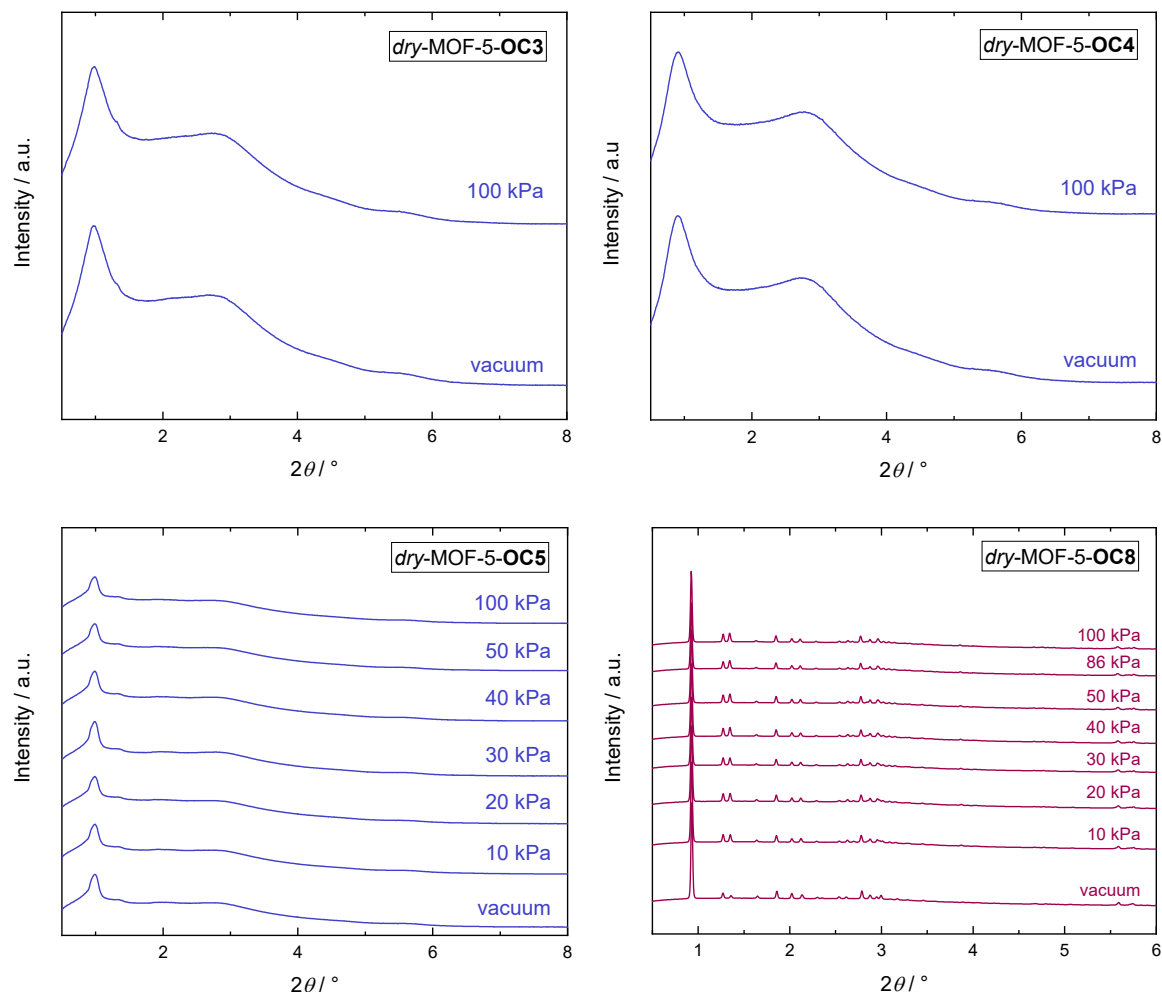 dry-MOF-5-OC3
Intensity / a.u.
100 kPa
vacuum
2 4 6 8
2θ / °
dry-MOF-5-OC4
Intensity / a.u
100 kPa
vacuum
2 4 6 8
2θ / °
dry-MOF-5-OC5
Intensity / a.u.
100 kPa
50 kPa
40 kPa
30 kPa
20 kPa
10 kPa
vacuum
2 4 6 8
2θ / °
dry-MOF-5-OC8
Intensity / a.u.
100 kPa
86 kPa
50 kPa
40 kPa
30 kPa
20 kPa
10 kPa
vacuum
1 2 3 4 5 6
2θ / °